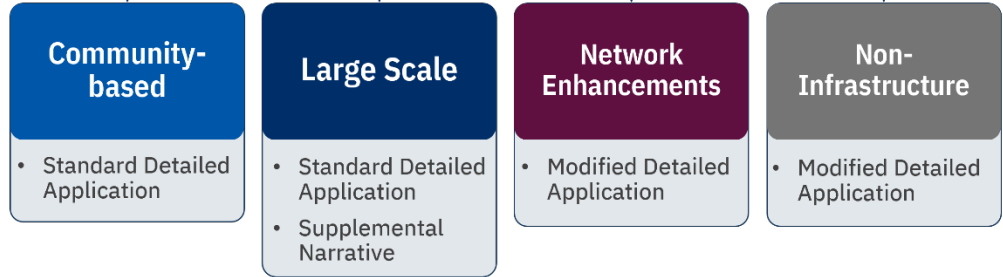 Community-
based
• Standard Detailed
Application
Large Scale
• Standard Detailed
Application
• Supplemental
Narrative
Network
Enhancements
• Modified Detailed
Application
Non-
Infrastructure
• Modified Detailed
Application